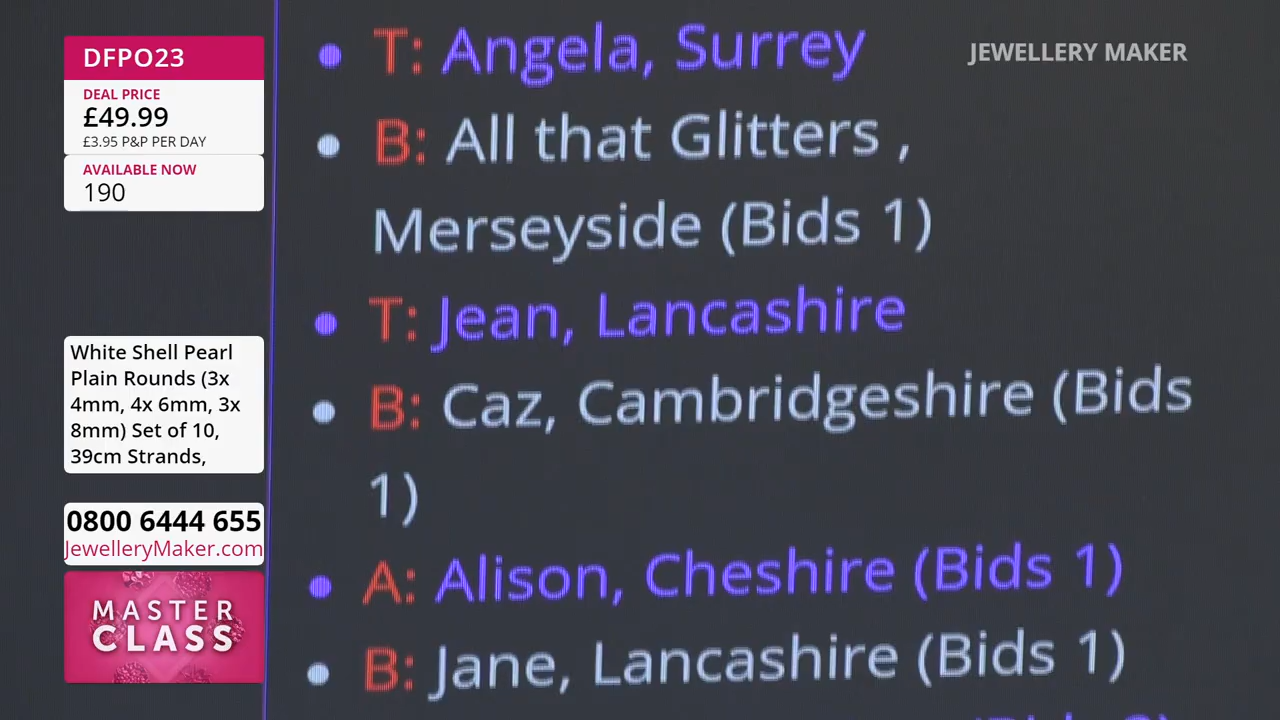 DFPO23
DEAL PRICE
£49.99
£3.95 P&P PER DAY
AVAILABLE NOW
190
White Shell Pearl
Plain Rounds (3x
4mm, 4x 6mm, 3x
8mm) Set of 10,
39cm Strands,
0800 6444 655
JewelleryMaker.com
MASTER
CLASS
JEWELLERY MAKER
• T: Angela, Surrey
• B: All that Glitters ,
Merseyside (Bids 1)
• T: Jean, Lancashire
• B: Caz, Cambridgeshire (Bids
1)
• A: Alison, Cheshire (Bids 1)
• B: Jane, Lancashire (Bids 1)